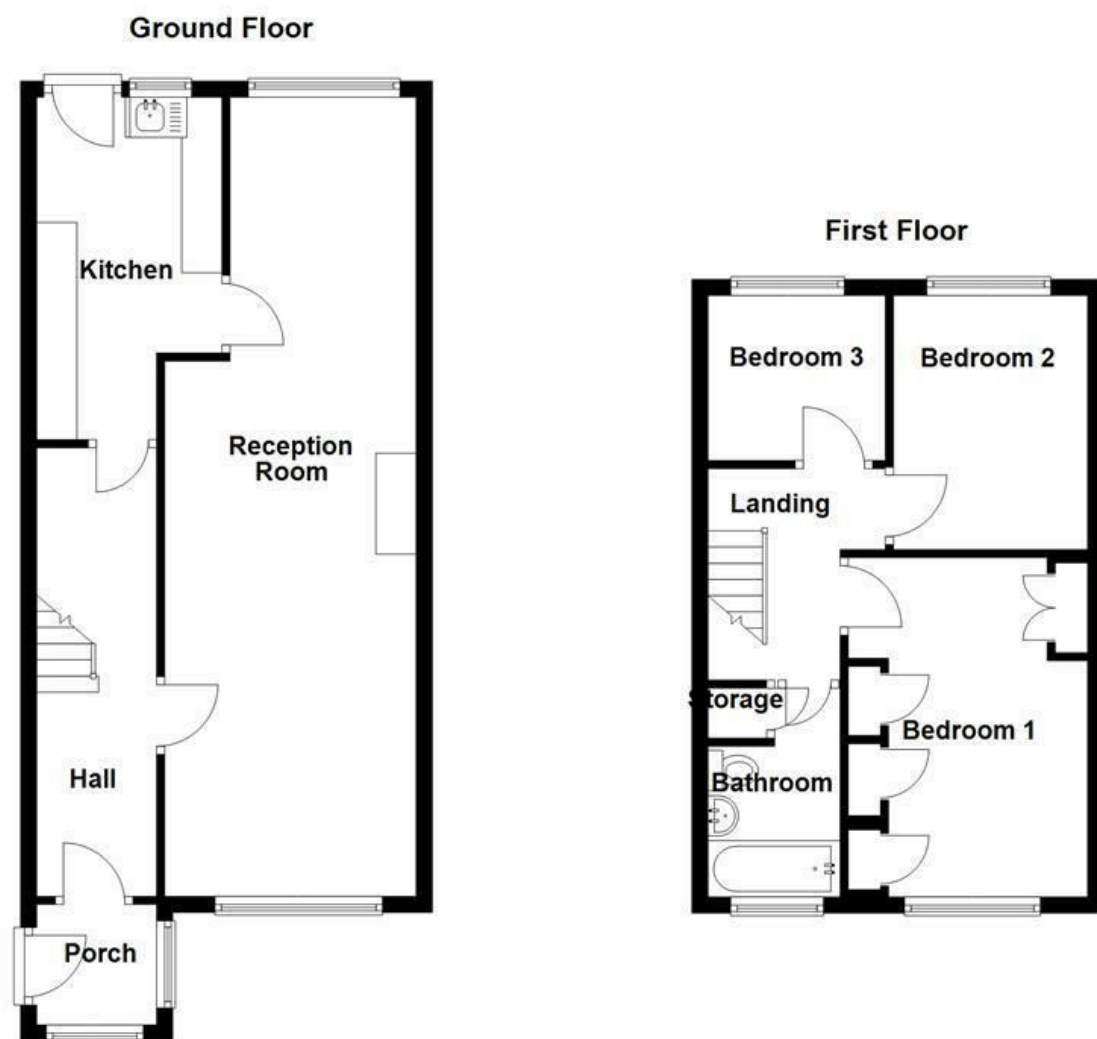 Ground Floor
Kitchen
Reception
Room
Hall
Porch
First Floor
Bedroom 3
Bedroom 2
Landing
Storage
Bedroom 1
Bathroom